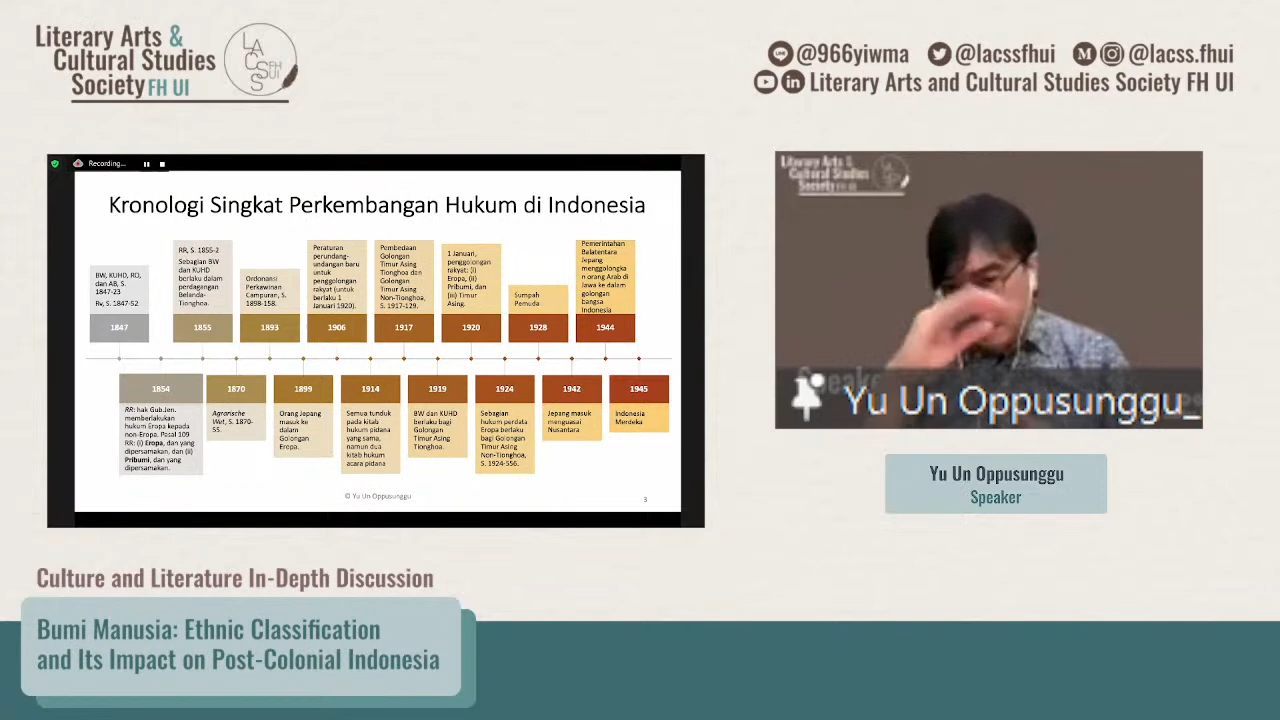 Literary Arts &
Cultural Studies
Society FH UI
LACSS FH UI
@966yiwma @lacssfhui @lacss.fhui
Literary Arts and Cultural Studies Society FH UI
Recording...
Kronologi Singkat Perkembangan Hukum di Indonesia
BW, KUHD, RO,
dan AB, S.
1847-23
Rv, S. 1847-52
1847
RR, S. 1855-2
Sebagian BW
dan KUHD
berlaku dalam
perdagangan
Belanda-
Tionghoa.
1855
Ordonansi
Perkawinan
Campuran, S.
1898-158.
1893
Peraturan
perundang-
undangan baru
untuk
penggolongan
rakyat (untuk
berlaku 1
Januari 1920).
1906
Pembedaan
Golongan
Timur Asing
Tionghoa dan
Golongan
Timur Asing
Non-Tionghoa,
S. 1917-129.
1917
1 Januari,
penggolongan
rakyat: (i)
Eropa, (ii)
Pribumi, dan
(iii) Timur
Asing.
1920
Sumpah
Pemuda
1928
Pemerintahan
Balatentara
Jepang
menggolongka
n orang Arab di
Jawa ke dalam
golongan
bangsa
Indonesia
1944
1854
RR: hak Gub.Jen.
memberlakukan
hukum Eropa kepada
non-Eropa. Pesal 109
RR: (i) Eropa, dan yang
dipersamakan, dan (ii)
Pribumi, dan yang
dipersamakan.
1870
Agrarische
Wet, S. 1870-
55.
1899
Orang Jepang
masuk ke
dalam
Golongan
Eropa.
1914
Semua tunduk
pada kitab
hukum pidana
yang sama,
namun dua
kitab hukum
acara pidana
1919
BW dan KUHD
berlaku bagi
Golongan
Timur Asing
Tionghoa.
1924
Sebagian
hukum perdata
Eropa berlaku
bagi Golongan
Timur Asing
Non-Tionghoa,
S. 1924-556.
1942
Jepang masuk
menguasai
Nusantara
1945
Indonesia
Merdeka
© Yu Un Oppusunggu
3
Literary Arts &
Cultural Studies
Society
Yu Un Oppusunggu_
Yu Un Oppusunggu
Speaker
Culture and Literature In-Depth Discussion
Bumi Manusia: Ethnic Classification
and Its Impact on Post-Colonial Indonesia